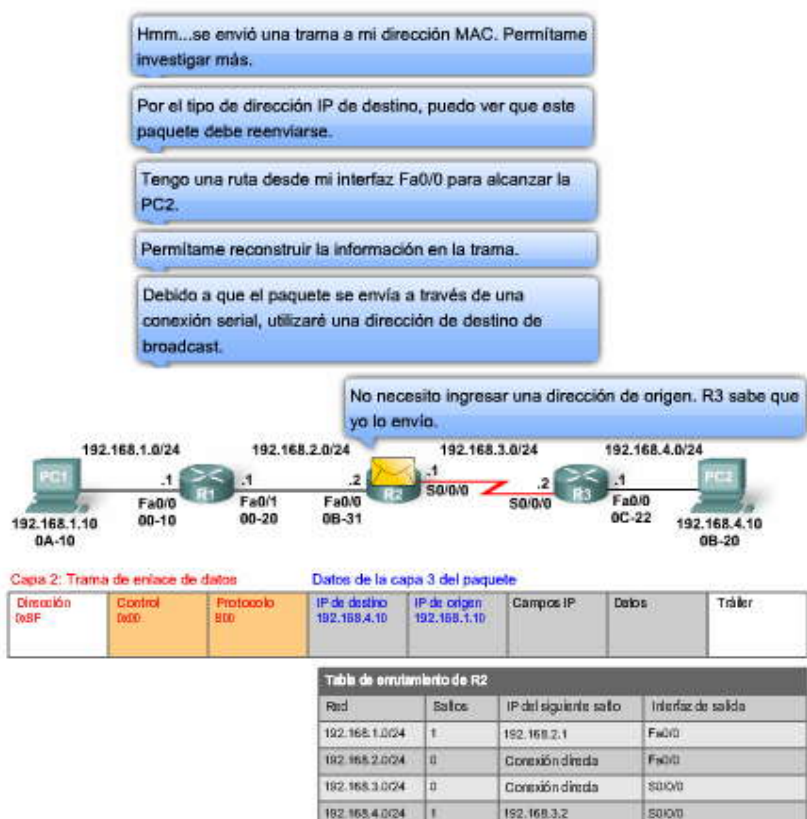 Hmm...se envió una trama a mi dirección MAC. Permítame
investigar más.
Por el tipo de dirección IP de destino, puedo ver que este
paquete debe reenviarse.
Tengo una ruta desde mi interfaz Fa0/0 para alcanzar la
PC2.
Permítame reconstruir la información en la trama.
Debido a que el paquete se envía a través de una
conexión serial, utilizaré una dirección de destino de
broadcast.
No necesito ingresar una dirección de origen. R3 sabe que
yo lo envío.
192.168.1.0/24 192.168.2.0/24 192.168.3.0/24 192.168.4.0/24
PC1 .1 R1 .1 .2 R2 .1 .2 R3 .1 PC2
Fa0/0 Fa0/1 Fa0/0 S0/0/0 S0/0/0 Fa0/0
00-10 00-20 0B-31 0C-22
192.168.1.10 192.168.4.10
0A-10 0B-20
Capa 2: Trama de enlace de datos Datos de la capa 3 del paquete
Dirección Control Protocolo IP de destino IP de origen Campos IP Datos Tráiler
0x8F 0x00 800 192.168.4.10 192.168.1.10
Tabla de enrutamiento de R2
Red Saltos IP del siguiente salto Interfaz de salida
192.168.1.0/24 1 192.168.2.1 Fa0/0
192.168.2.0/24 0 Conexión directa Fa0/0
192.168.3.0/24 0 Conexión directa S0/0/0
192.168.4.0/24 1 192.168.3.2 S0/0/0